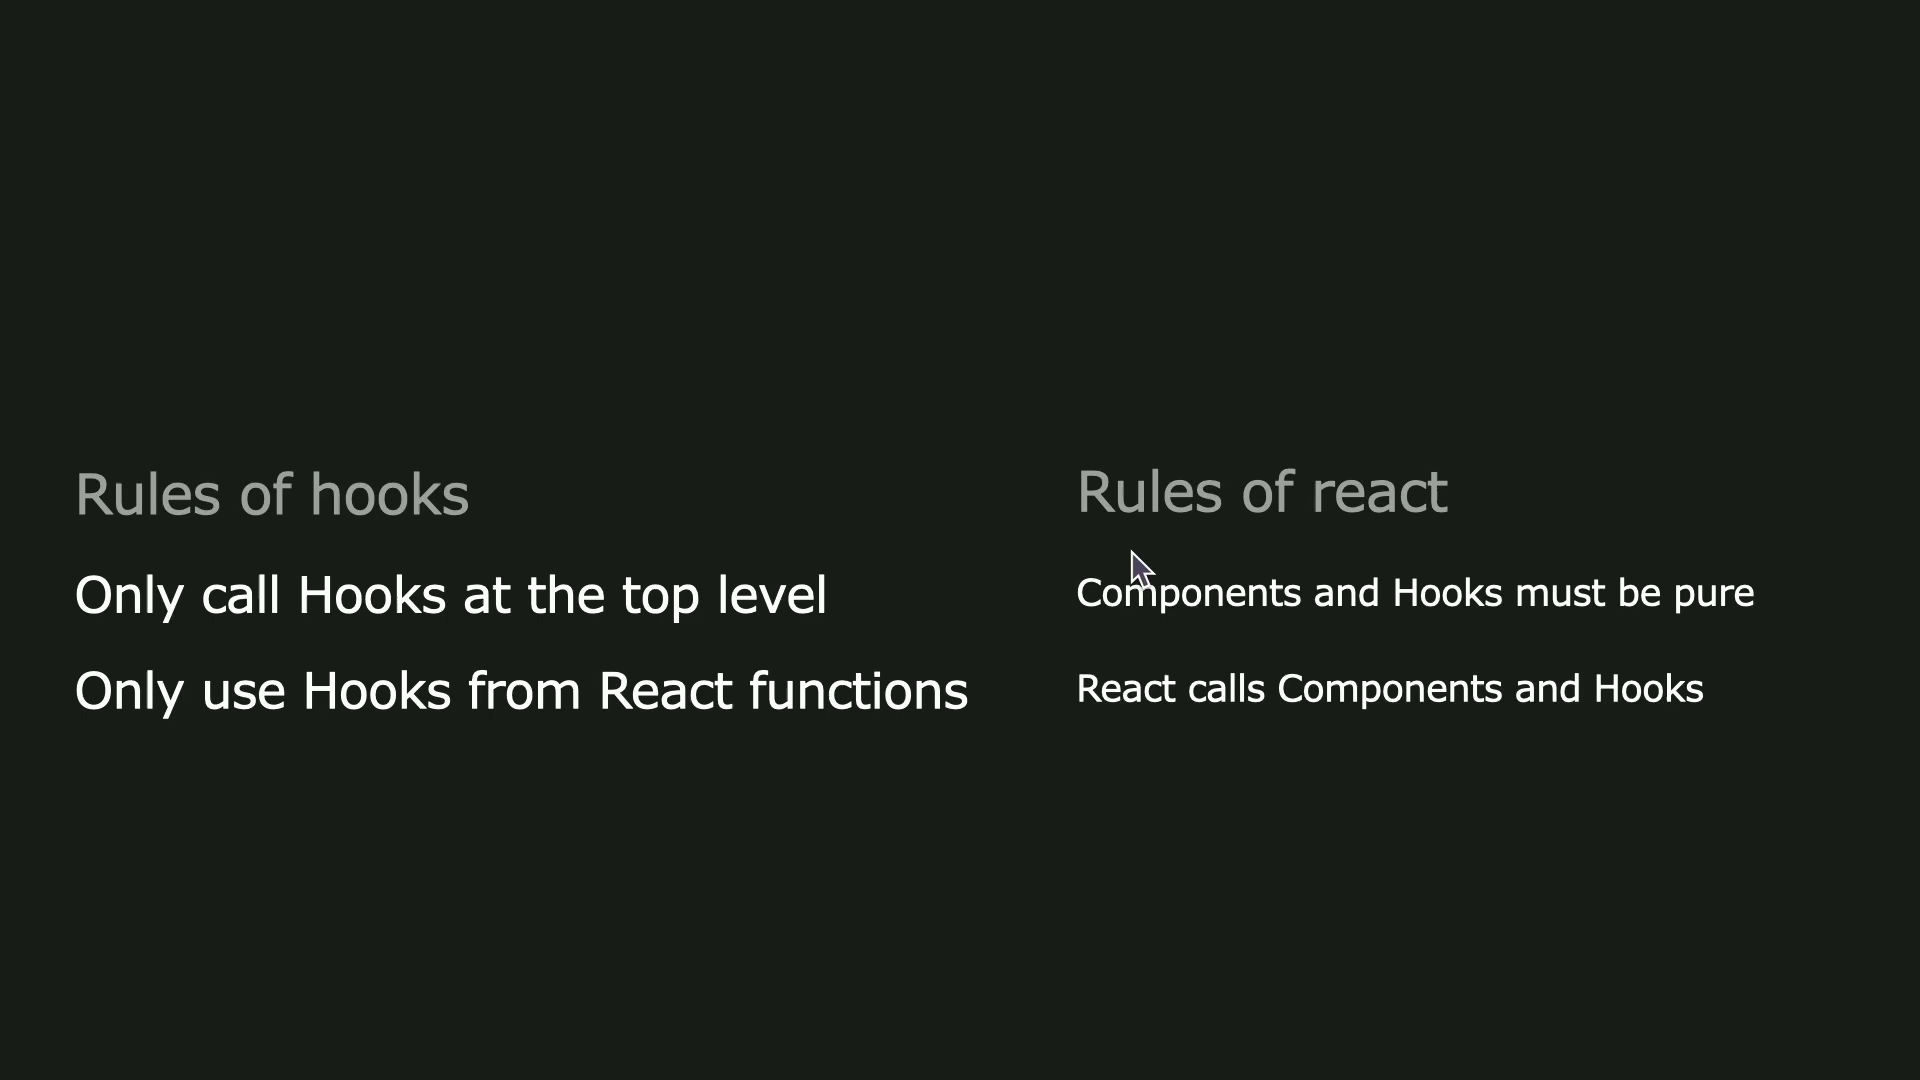 Rules of hooks
Only call Hooks at the top level
Only use Hooks from React functions
Rules of react
Components and Hooks must be pure
React calls Components and Hooks